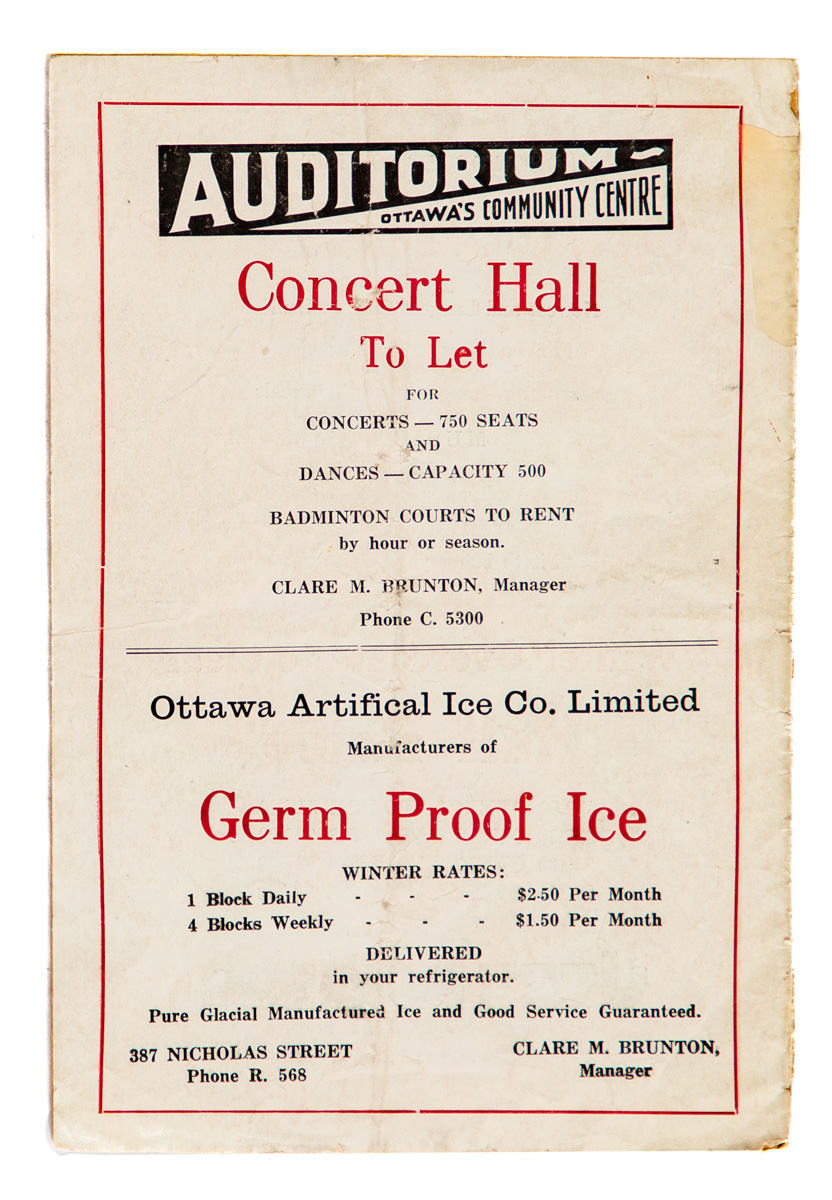 AUDITORIUM
OTTAWA'S COMMUNITY CENTRE
Concert Hall
To Let
FOR
CONCERTS — 750 SEATS
AND
DANCES — CAPACITY 500
BADMINTON COURTS TO RENT
by hour or season.
CLARE M. BRUNTON, Manager
Phone C. 5300
Ottawa Artifical Ice Co. Limited
Manufacturers of
Germ Proof Ice
WINTER RATES:
1 Block Daily - - - $2.50 Per Month
4 Blocks Weekly - - - $1.50 Per Month
DELIVERED
in your refrigerator.
Pure Glacial Manufactured Ice and Good Service Guaranteed.
387 NICHOLAS STREET CLARE M. BRUNTON,
Phone R. 568 Manager